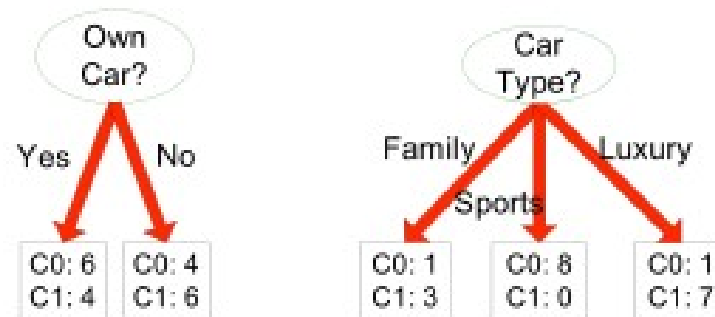 Own
Car?
Yes
No
C0: 6
C1: 4
C0: 4
C1: 6
Car
Type?
Family
Sports
Luxury
C0: 1
C1: 3
C0: 8
C1: 0
C0: 1
C1: 7